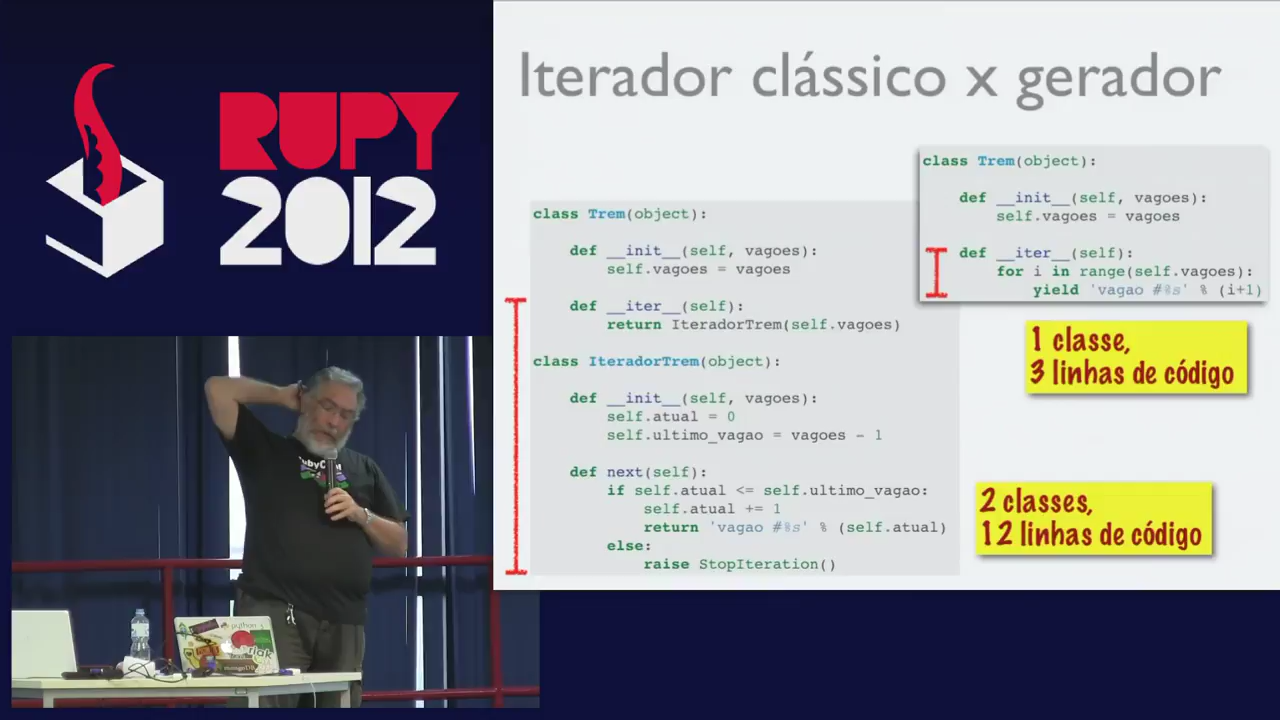 RUPY
2012
Iterador clássico x gerador
class Trem(object):
def __init__(self, vagoes):
self.vagoes = vagoes
def __iter__(self):
return IteradorTrem(self.vagoes)
class IteradorTrem(object):
def __init__(self, vagoes):
self.atual = 0
self.ultimo_vagao = vagoes - 1
def next(self):
if self.atual <= self.ultimo_vagao:
self.atual += 1
return 'vagao #%s' % (self.atual)
else:
raise StopIteration()
class Trem(object):
def __init__(self, vagoes):
self.vagoes = vagoes
def __iter__(self):
for i in range(self.vagoes):
yield 'vagao #%s' % (i+1)
1 classe,
3 linhas de código
2 classes,
12 linhas de código
python
mongoDB